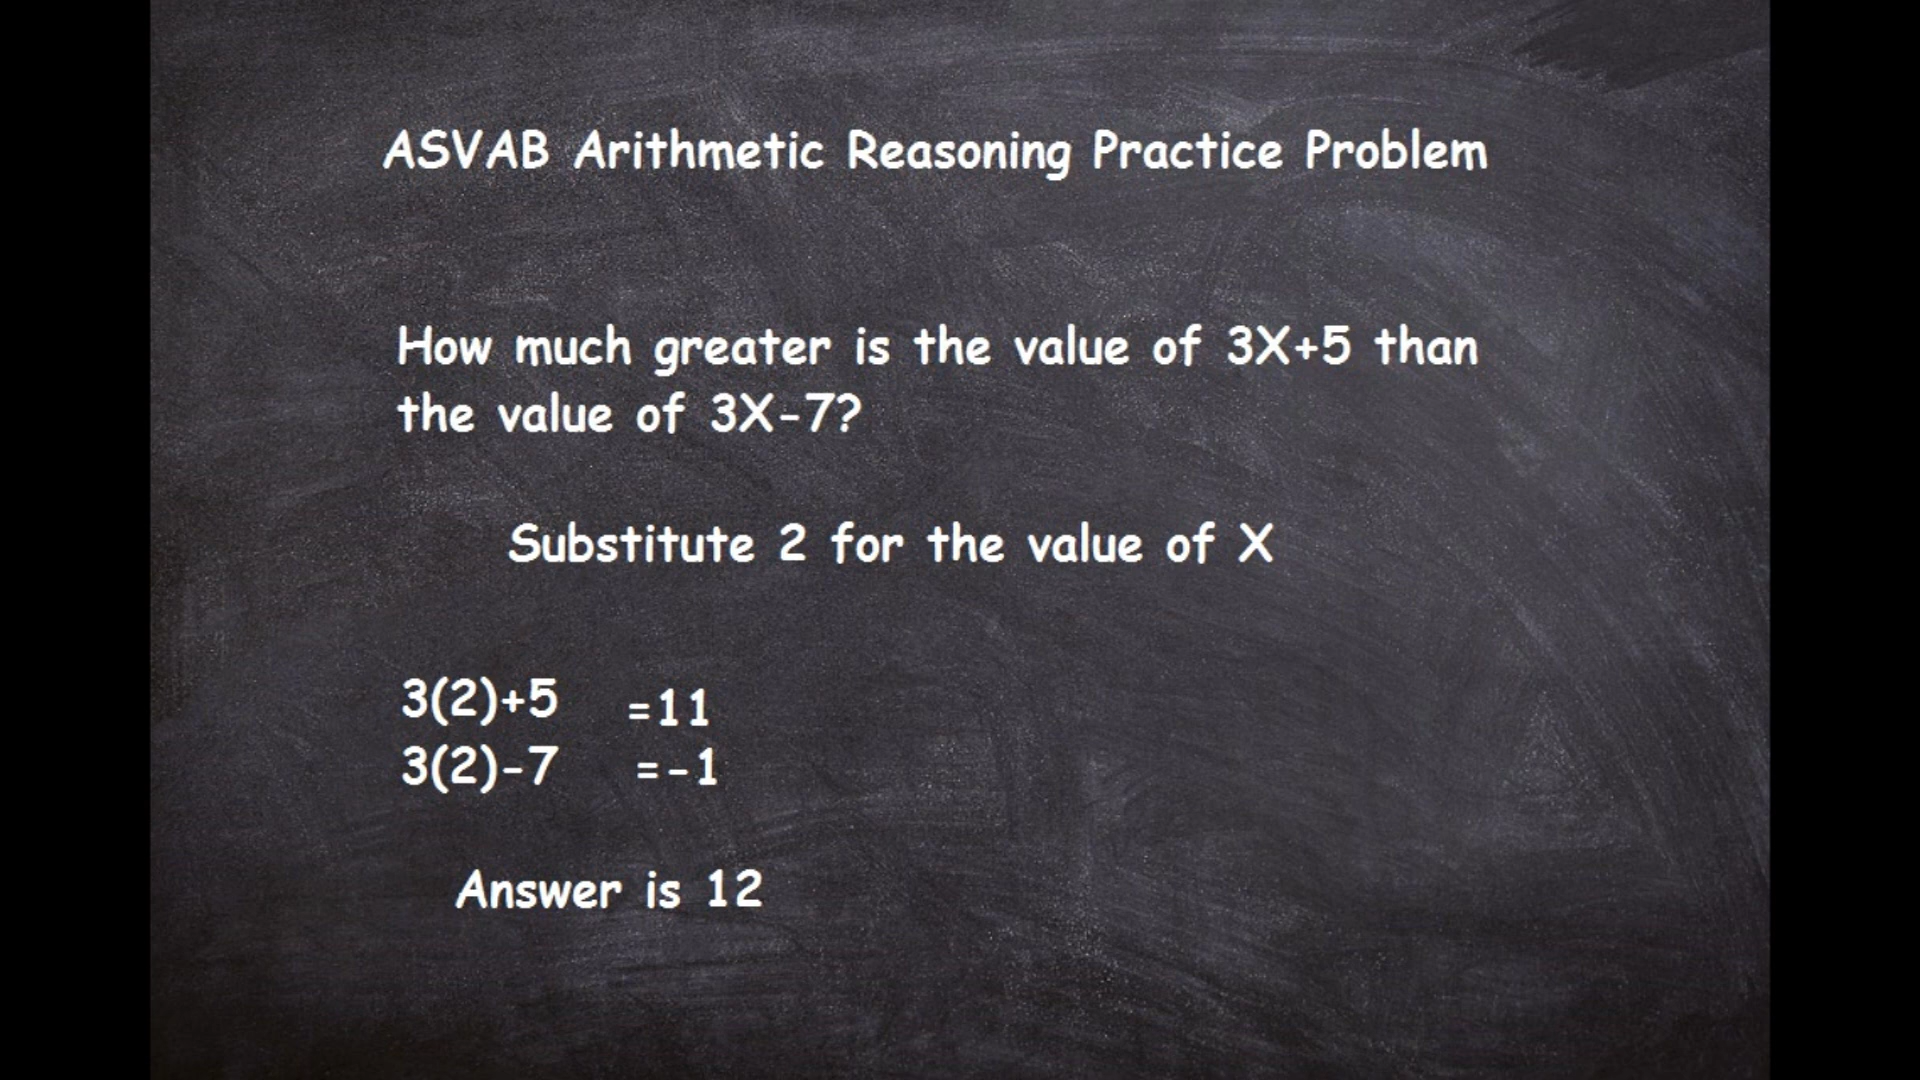 ASVAB Arithmetic Reasoning Practice Problem
How much greater is the value of 3X+5 than
the value of 3X-7?
Substitute 2 for the value of X
3(2)+5 =11
3(2)-7 =-1
Answer is 12